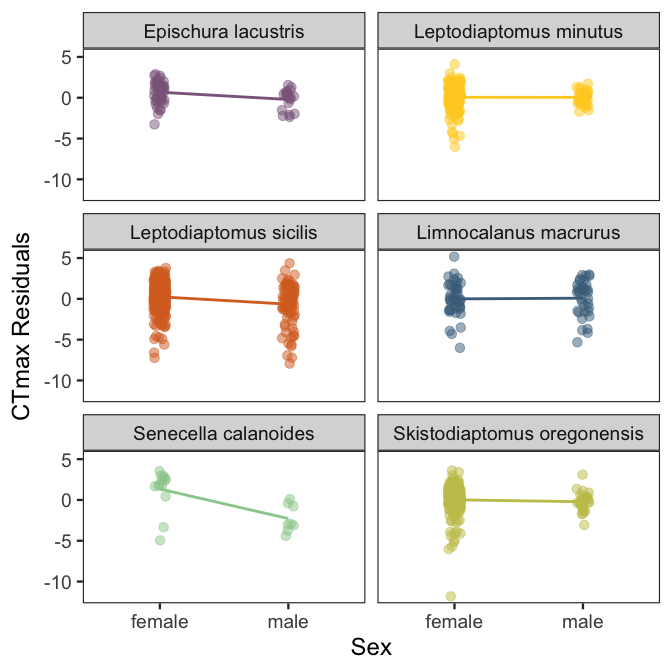 Epischura lacustris
Leptodiaptomus minutus
5
0
-5
-10
Leptodiaptomus sicilis
Limnocalanus macrurus
5
0
-5
-10
CTmax Residuals
Senecella calanoides
Skistodiaptomus oregonensis
5
0
-5
-10
female
male
female
male
Sex